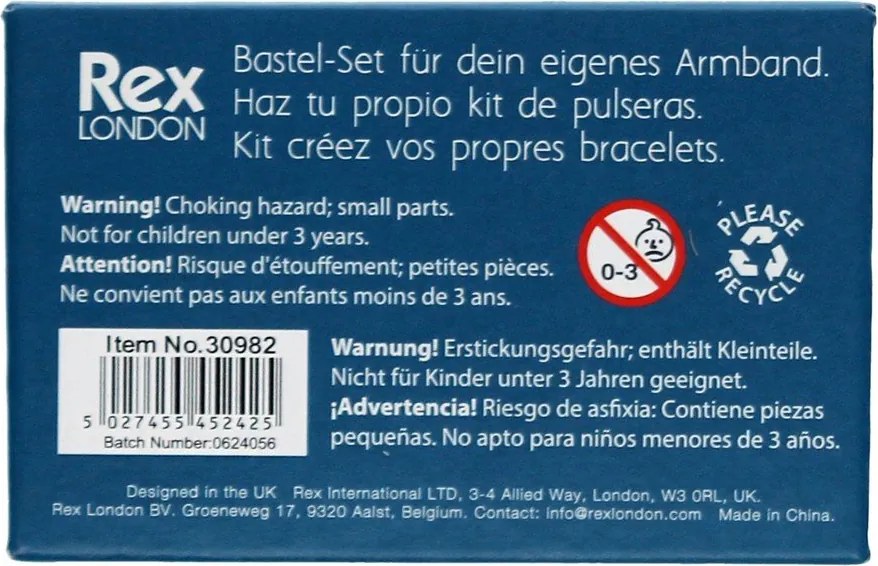 Rex
LONDON
Bastel-Set für dein eigenes Armband.
Haz tu propio kit de pulseras.
Kit créez vos propres bracelets.
Warning! Choking hazard; small parts.
Not for children under 3 years.
Attention! Risque d'étouffement; petites pièces.
Ne convient pas aux enfants moins de 3 ans.
0-3
PLEASE
RECYCLE
Item No.30982
5 027455 452425
Batch Number:0624056
Warnung! Erstickungsgefahr; enthält Kleinteile.
Nicht für Kinder unter 3 Jahren geeignet.
¡Advertencia! Riesgo de asfixia: Contiene piezas
pequeñas. No apto para niños menores de 3 años.
Designed in the UK Rex International LTD, 3-4 Allied Way, London, W3 0RL, UK.
Rex London BV. Groeneweg 17, 9320 Aalst, Belgium. Contact: info@rexlondon.com Made in China.